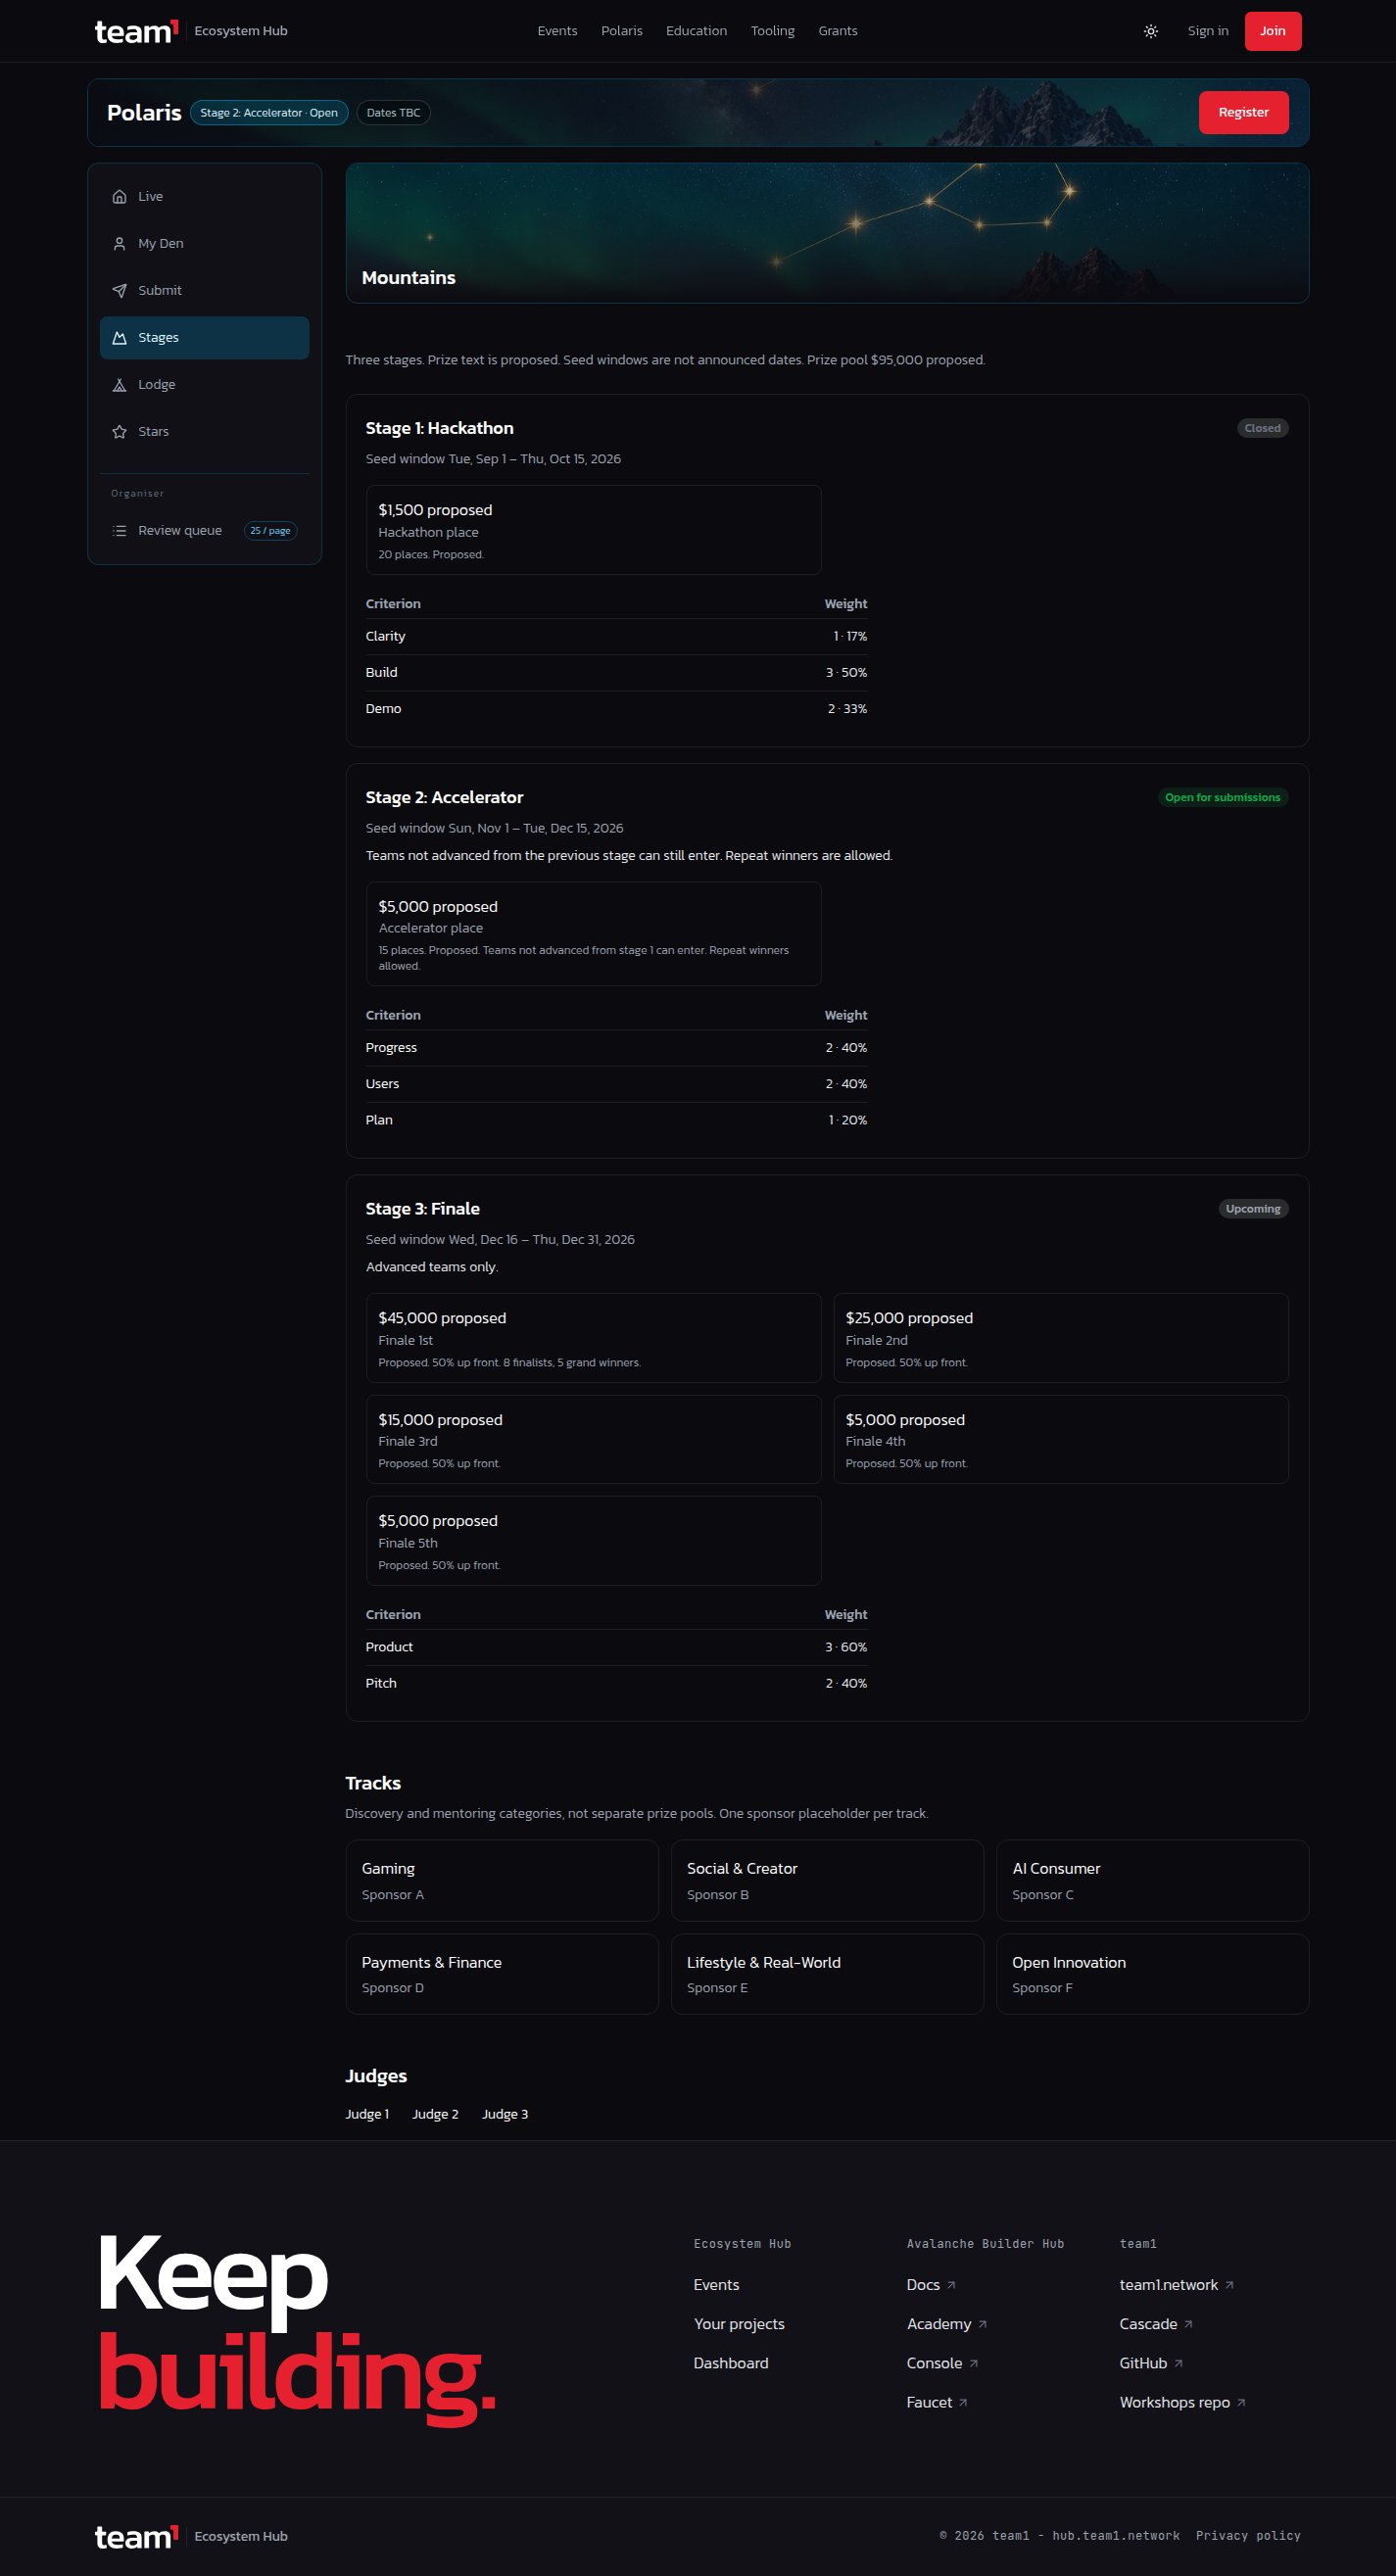 team1 Ecosystem Hub
Events Polaris Education Tooling Grants
Sign in Join
Polaris Stage 2: Accelerator · Open Dates TBC Register
Live
My Den
Submit
Stages
Lodge
Stars
Organiser
Review queue 25 / page
Mountains
Three stages. Prize text is proposed. Seed windows are not announced dates. Prize pool $95,000 proposed.
Stage 1: Hackathon Closed
Seed window Tue, Sep 1 – Thu, Oct 15, 2026
$1,500 proposed
Hackathon place
20 places. Proposed.
Criterion Weight
Clarity 1 · 17%
Build 3 · 50%
Demo 2 · 33%
Stage 2: Accelerator Open for submissions
Seed window Sun, Nov 1 – Tue, Dec 15, 2026
Teams not advanced from the previous stage can still enter. Repeat winners are allowed.
$5,000 proposed
Accelerator place
15 places. Proposed. Teams not advanced from stage 1 can enter. Repeat winners
allowed.
Criterion Weight
Progress 2 · 40%
Users 2 · 40%
Plan 1 · 20%
Stage 3: Finale Upcoming
Seed window Wed, Dec 16 – Thu, Dec 31, 2026
Advanced teams only.
$45,000 proposed
Finale 1st
Proposed. 50% up front. 8 finalists, 5 grand winners.
$25,000 proposed
Finale 2nd
Proposed. 50% up front.
$15,000 proposed
Finale 3rd
Proposed. 50% up front.
$5,000 proposed
Finale 4th
Proposed. 50% up front.
$5,000 proposed
Finale 5th
Proposed. 50% up front.
Criterion Weight
Product 3 · 60%
Pitch 2 · 40%
Tracks
Discovery and mentoring categories, not separate prize pools. One sponsor placeholder per track.
Gaming
Sponsor A
Social & Creator
Sponsor B
AI Consumer
Sponsor C
Payments & Finance
Sponsor D
Lifestyle & Real-World
Sponsor E
Open Innovation
Sponsor F
Judges
Judge 1 Judge 2 Judge 3
Keep
building.
Ecosystem Hub
Events
Your projects
Dashboard
Avalanche Builder Hub
Docs ↗
Academy ↗
Console ↗
Faucet ↗
team1
team1.network ↗
Cascade ↗
GitHub ↗
Workshops repo ↗
team1 Ecosystem Hub
© 2026 team1 - hub.team1.network Privacy policy